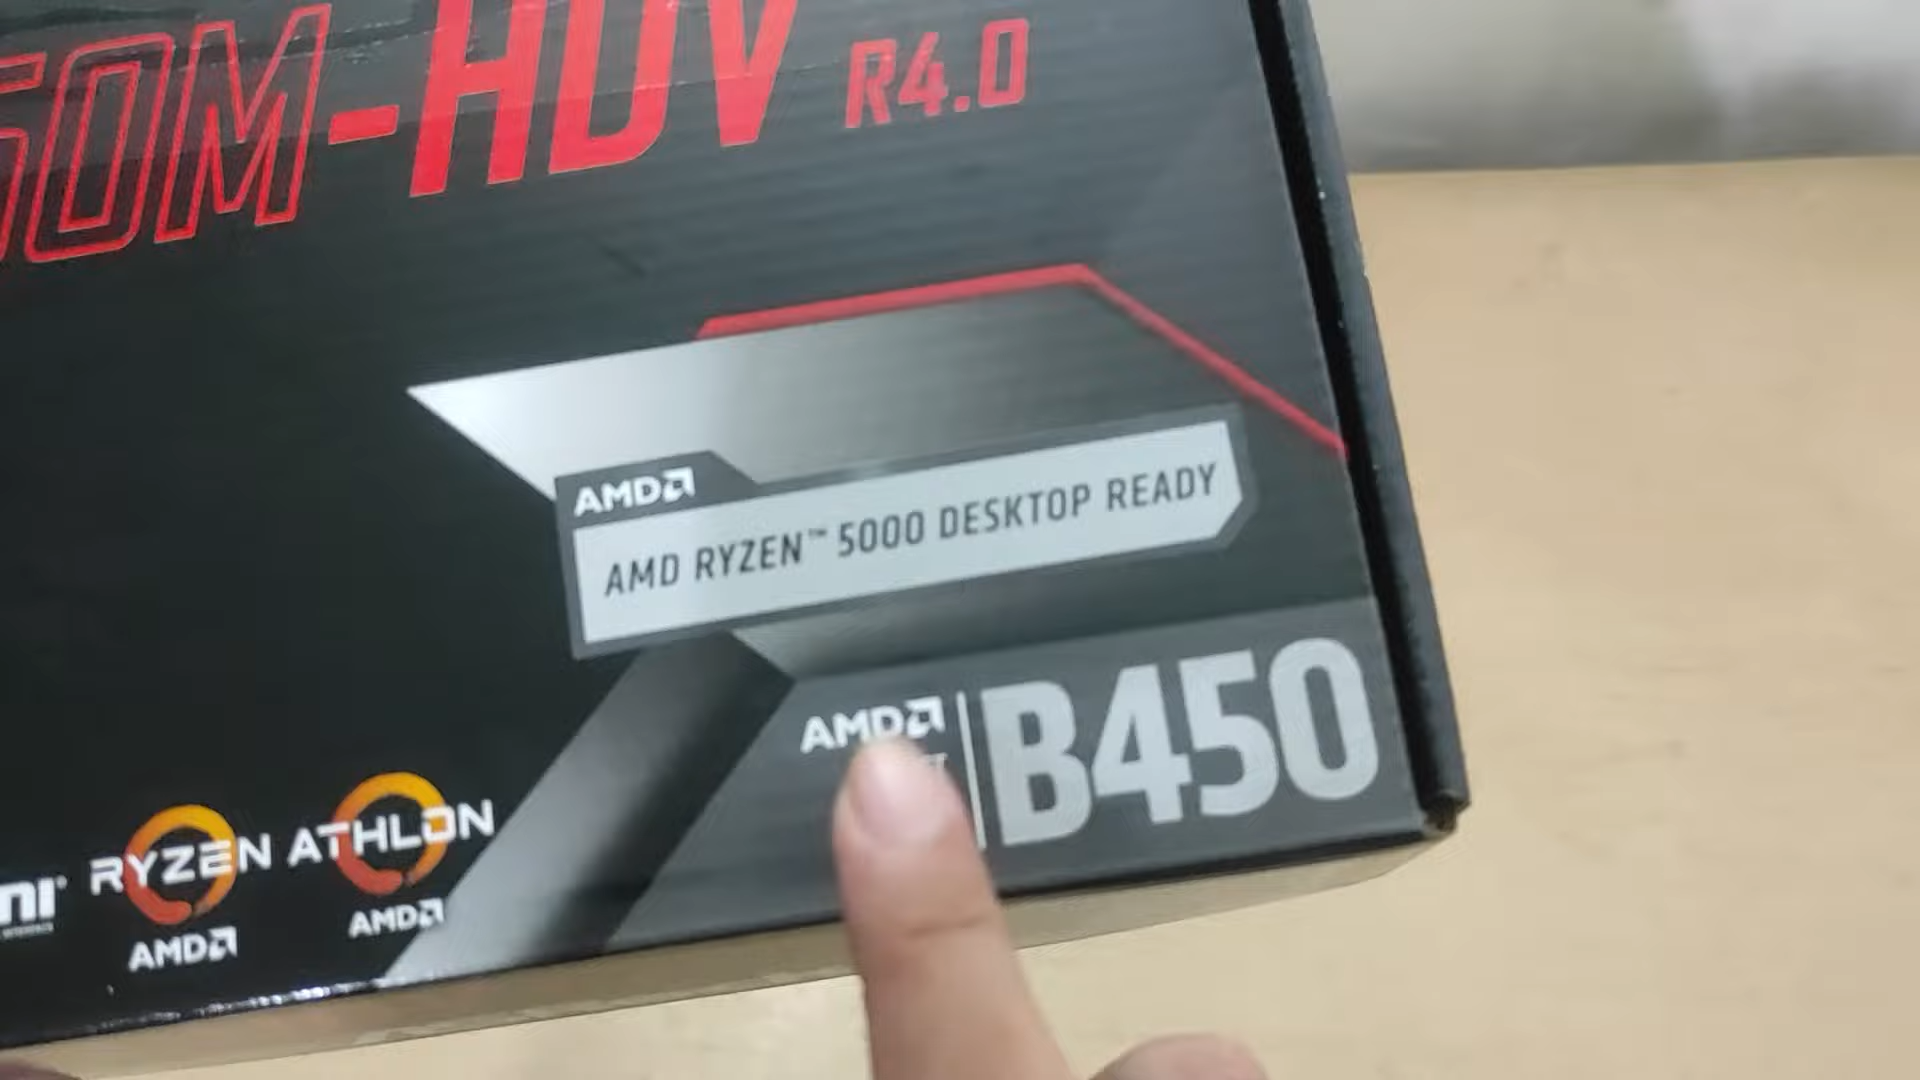 50M-HDV R4.0
AMD
AMD RYZEN™ 5000 DESKTOP READY
AMD
B450
RYZEN
AMD
ATHLON
AMD